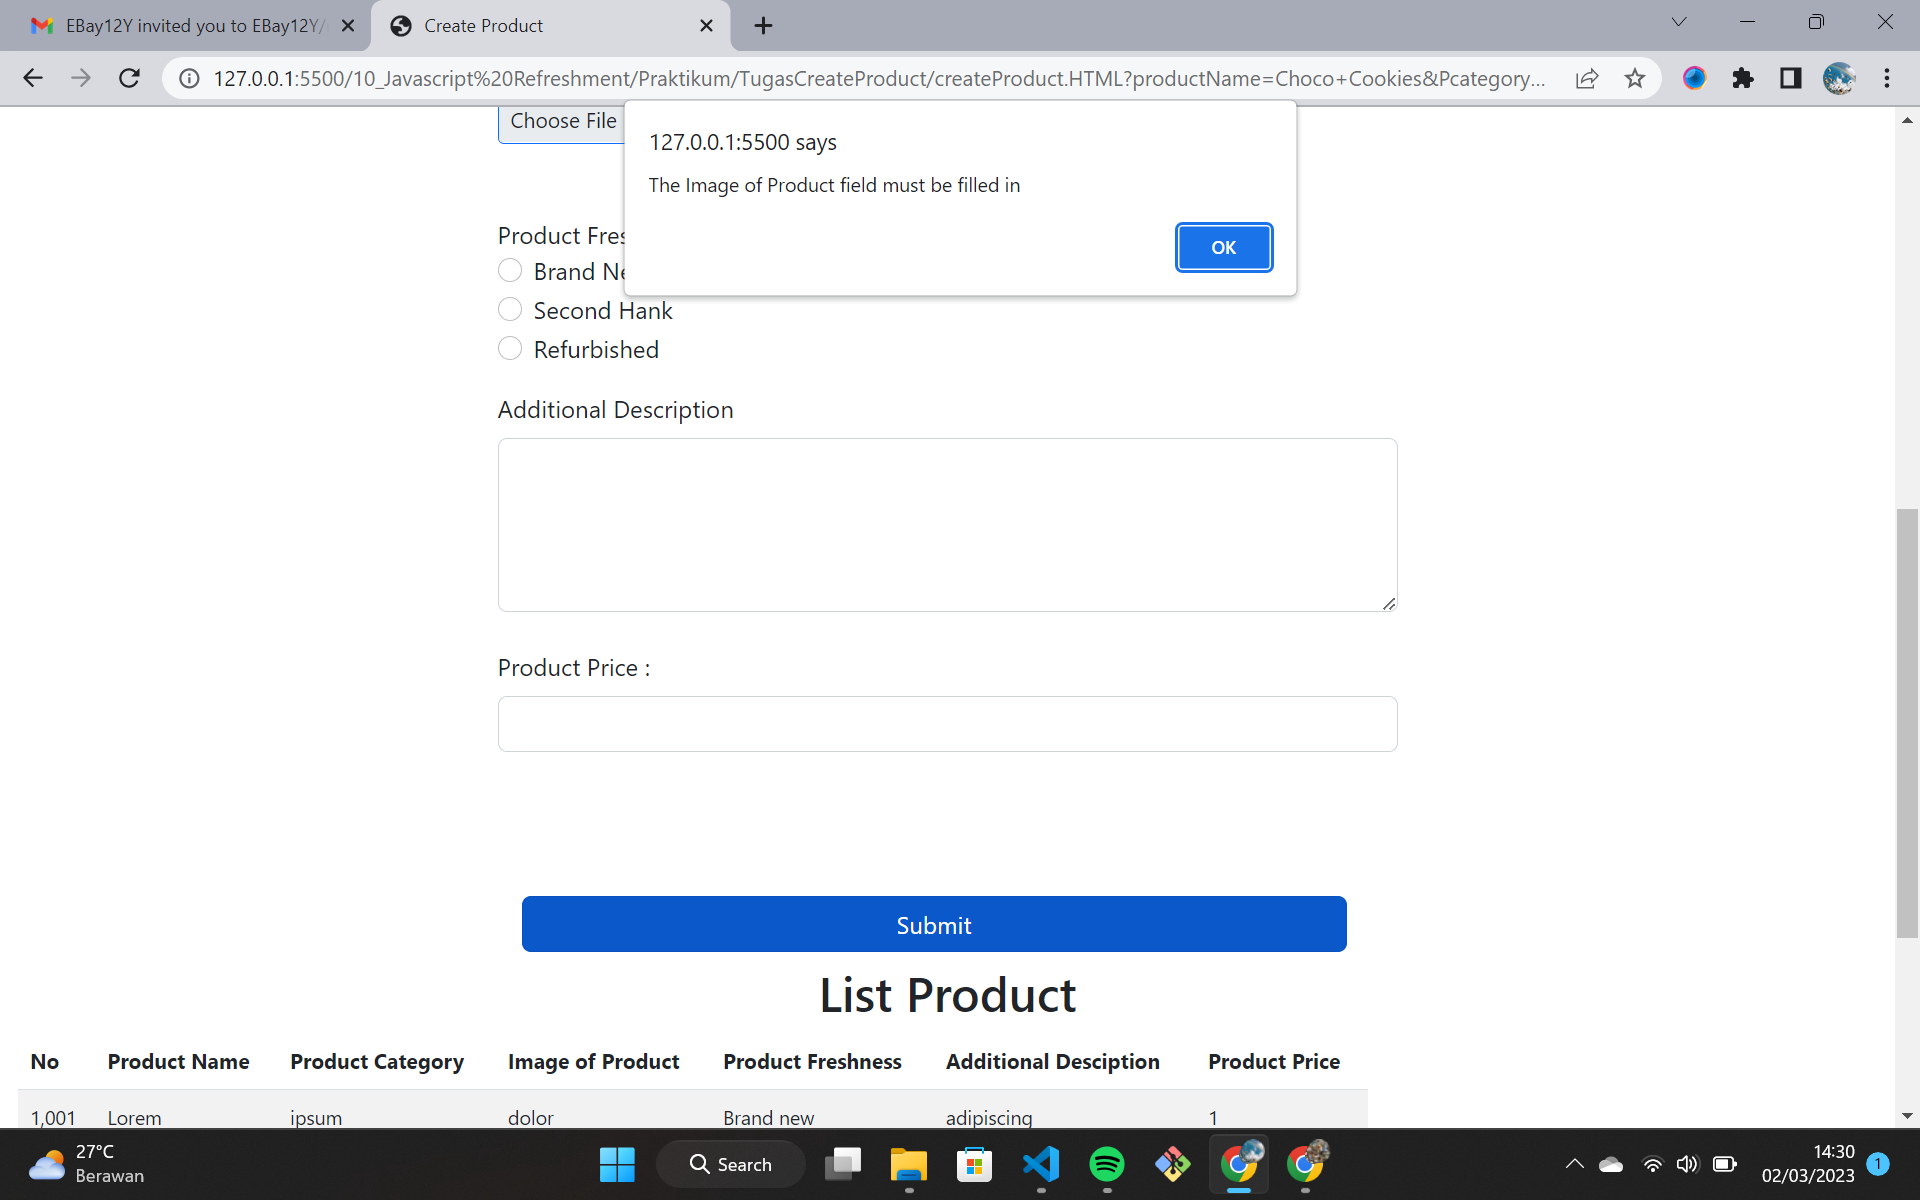 EBay12Y invited you to EBay12Y/
Create Product
127.0.0.1:5500/10_Javascript%20Refreshment/Praktikum/TugasCreateProduct/createProduct.HTML?productName=Choco+Cookies&Pcategory...
Choose File
127.0.0.1:5500 says
The Image of Product field must be filled in
OK
Product Fres
Brand Ne
Second Hank
Refurbished
Additional Description
Product Price :
Submit
List Product
No Product Name Product Category Image of Product Product Freshness Additional Desciption Product Price
1,001 Lorem ipsum dolor Brand new adipiscing 1
27°C
Berawan
Search
14:30
02/03/2023
1